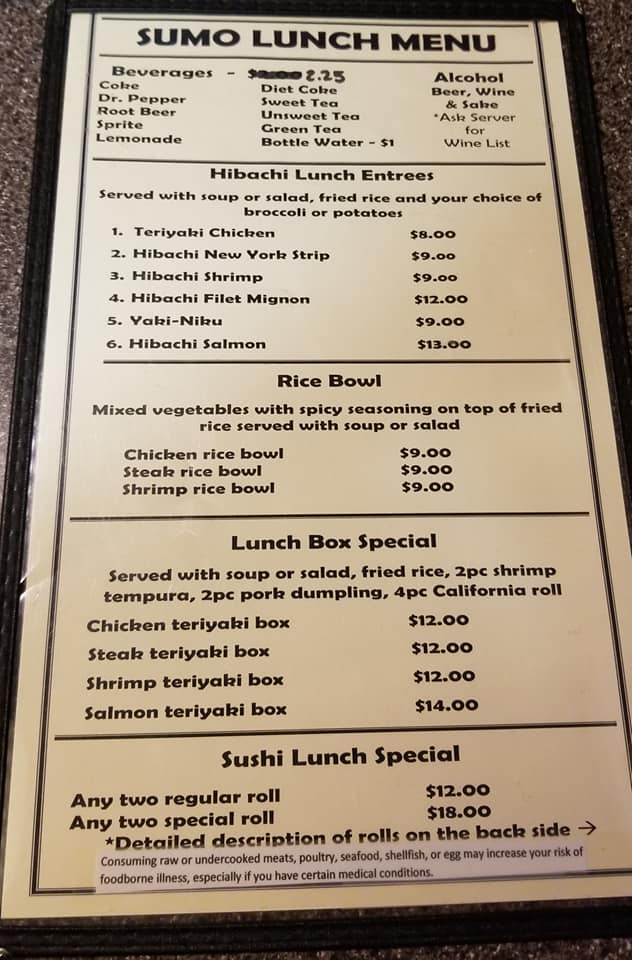 SUMO LUNCH MENU
Beverages - 2.25
Coke
Dr. Pepper
Root Beer
Sprite
Lemonade
Diet Coke
Sweet Tea
Unsweet Tea
Green Tea
Bottle Water - $1
Alcohol
Beer, Wine
& Sake
*Ask Server
for
Wine List
Hibachi Lunch Entrees
Served with soup or salad, fried rice and your choice of
broccoli or potatoes
1. Teriyaki Chicken $8.00
2. Hibachi New York Strip $9.00
3. Hibachi Shrimp $9.00
4. Hibachi Filet Mignon $12.00
5. Yaki-Niku $9.00
6. Hibachi Salmon $13.00
Rice Bowl
Mixed vegetables with spicy seasoning on top of fried
rice served with soup or salad
Chicken rice bowl $9.00
Steak rice bowl $9.00
Shrimp rice bowl $9.00
Lunch Box Special
Served with soup or salad, fried rice, 2pc shrimp
tempura, 2pc pork dumpling, 4pc California roll
Chicken teriyaki box $12.00
Steak teriyaki box $12.00
Shrimp teriyaki box $12.00
Salmon teriyaki box $14.00
Sushi Lunch Special
Any two regular roll $12.00
Any two special roll $18.00
*Detailed description of rolls on the back side →
Consuming raw or undercooked meats, poultry, seafood, shellfish, or egg may increase your risk of
foodborne illness, especially if you have certain medical conditions.